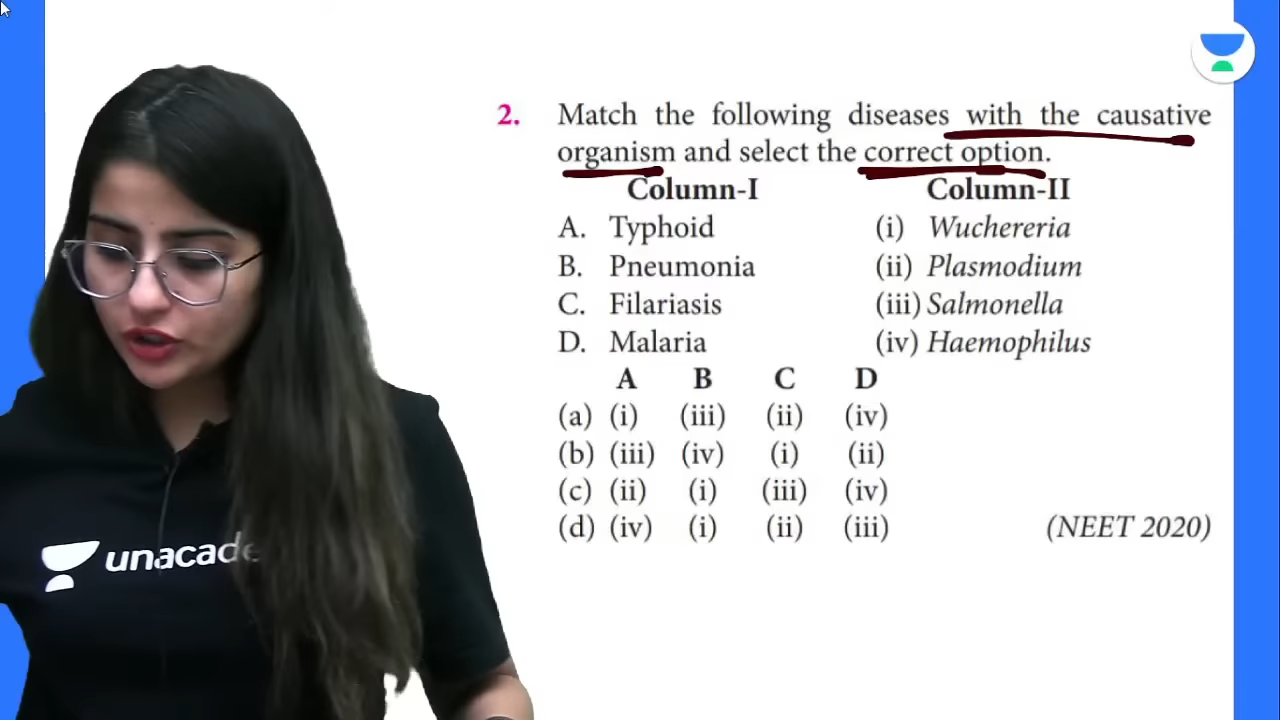 2. Match the following diseases with the causative
organism and select the correct option.
Column-I Column-II
A. Typhoid (i) Wuchereria
B. Pneumonia (ii) Plasmodium
C. Filariasis (iii) Salmonella
D. Malaria (iv) Haemophilus
A B C D
(a) (i) (iii) (ii) (iv)
(b) (iii) (iv) (i) (ii)
(c) (ii) (i) (iii) (iv)
(d) (iv) (i) (ii) (iii) (NEET 2020)
unacade